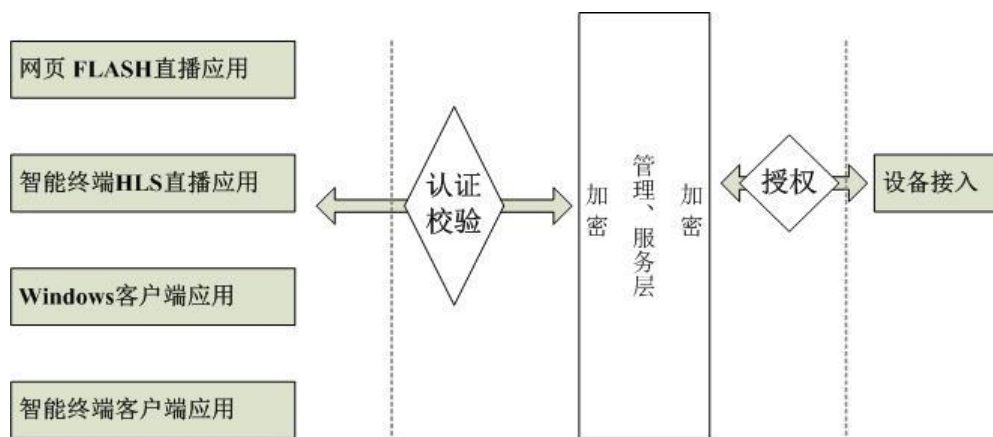 网页 FLASH直播应用
智能终端HLS直播应用
Windows客户端应用
智能终端客户端应用
认证
校验
加密
管理、服务层
加密
授权
设备接入